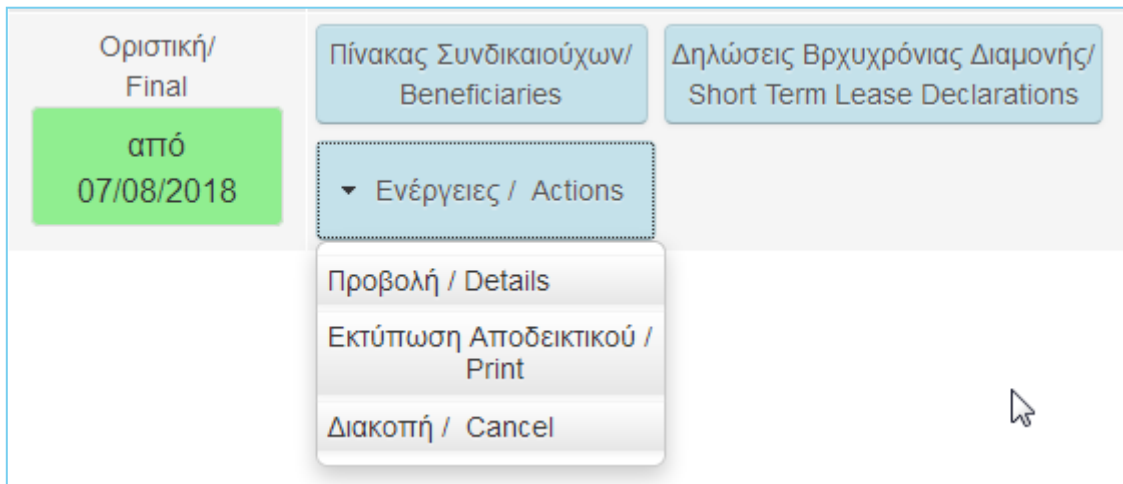 Οριστική/
Final
από
07/08/2018
Πίνακας Συνδικαιούχων/
Beneficiaries
Δηλώσεις Βρχυχρόνιας Διαμονής/
Short Term Lease Declarations
Ενέργειες / Actions
Προβολή / Details
Εκτύπωση Αποδεικτικού /
Print
Διακοπή / Cancel